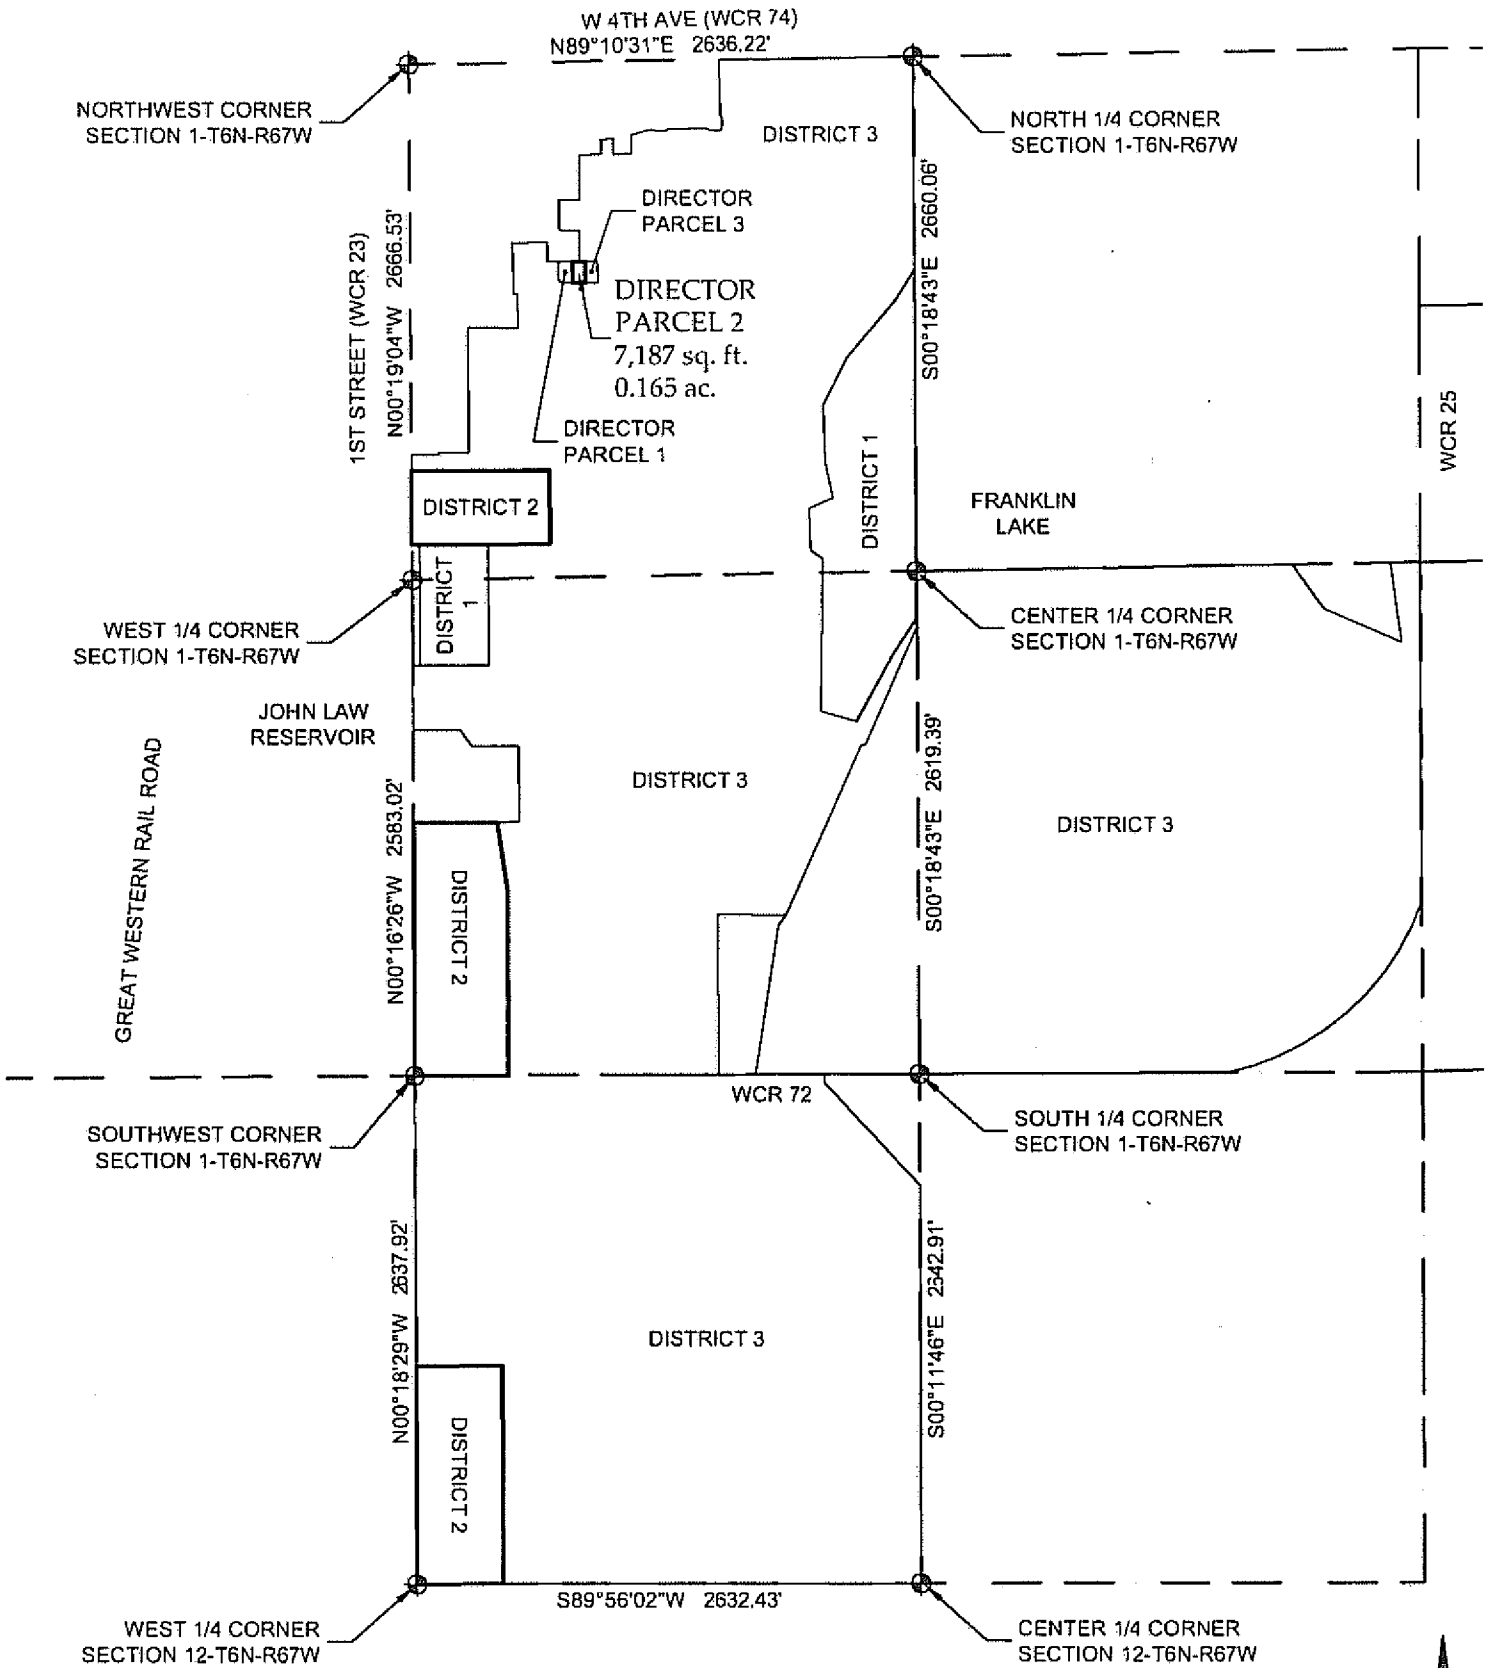 W 4TH AVE (WCR 74)
N89°10'31"E 2636.22'
NORTHWEST CORNER
SECTION 1-T6N-R67W
NORTH 1/4 CORNER
SECTION 1-T6N-R67W
DISTRICT 3
DIRECTOR
PARCEL 3
1ST STREET (WCR 23)
N00°19'04"W 2666.53'
S00°18'43"E 2660.06'
DIRECTOR
PARCEL 2
7,187 sq. ft.
0.165 ac.
DIRECTOR
PARCEL 1
WCR 25
DISTRICT 2
DISTRICT 1
FRANKLIN
LAKE
DISTRICT
1
WEST 1/4 CORNER
SECTION 1-T6N-R67W
CENTER 1/4 CORNER
SECTION 1-T6N-R67W
JOHN LAW
RESERVOIR
GREAT WESTERN RAIL ROAD
N00°16'26"W 2583.02'
DISTRICT 3
S00°18'43"E 2619.39'
DISTRICT 3
DISTRICT 2
WCR 72
SOUTHWEST CORNER
SECTION 1-T6N-R67W
SOUTH 1/4 CORNER
SECTION 1-T6N-R67W
N00°18'29"W 2637.92'
DISTRICT 3
S00°11'46"E 2642.91'
DISTRICT 2
S89°56'02"W 2632.43'
WEST 1/4 CORNER
SECTION 12-T6N-R67W
CENTER 1/4 CORNER
SECTION 12-T6N-R67W